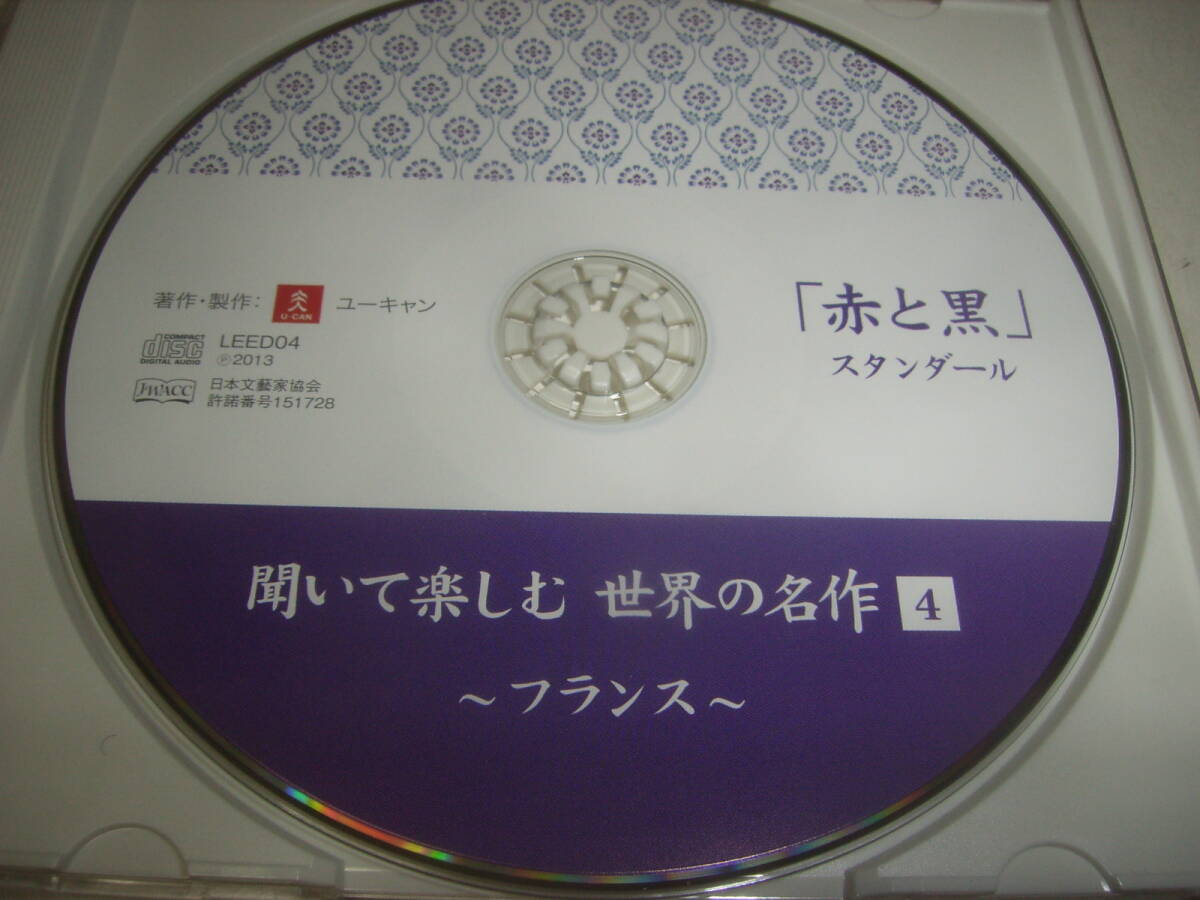 著作・製作：
U-CAN
ユーキャン
COMPACT
disc
DIGITAL AUDIO
LEED04
℗2013
JWACC
日本文藝家協会
許諾番号151728
「赤と黒」
スタンダール
聞いて楽しむ 世界の名作 4
～フランス～